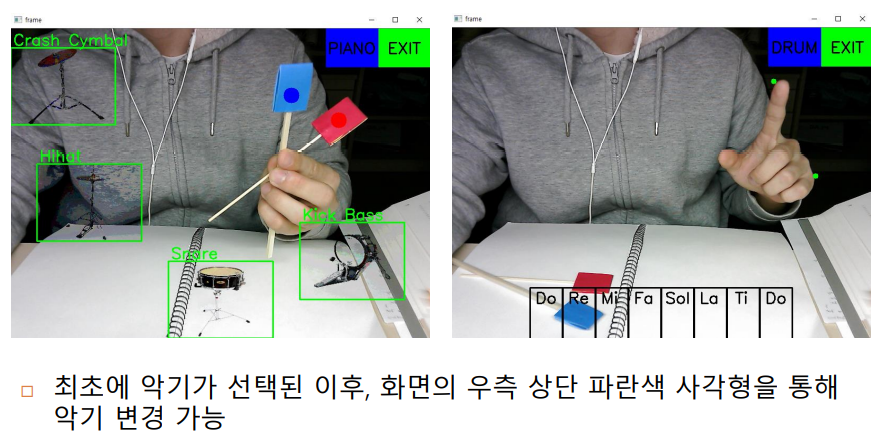 frame
Crash Cymbal
PIANO
EXIT
Hihat
Kick Bass
Snare
frame
DRUM
EXIT
Do Re Mi Fa Sol La Ti Do
최초에 악기가 선택된 이후, 화면의 우측 상단 파란색 사각형을 통해
악기 변경 가능